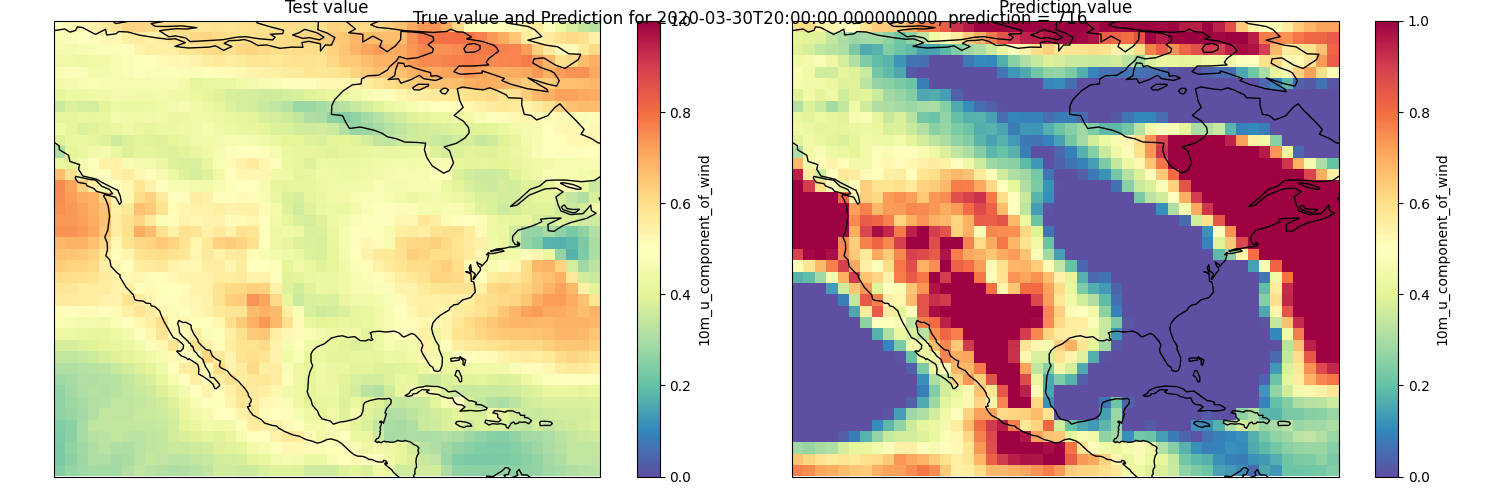 Test value
Prediction value
True value and Prediction for 2020-03-30T20:00:00.000000000, prediction = 716
1.0
0.8
0.6
0.4
0.2
0.0
10m_u_component_of_wind
1.0
0.8
0.6
0.4
0.2
0.0
10m_u_component_of_wind